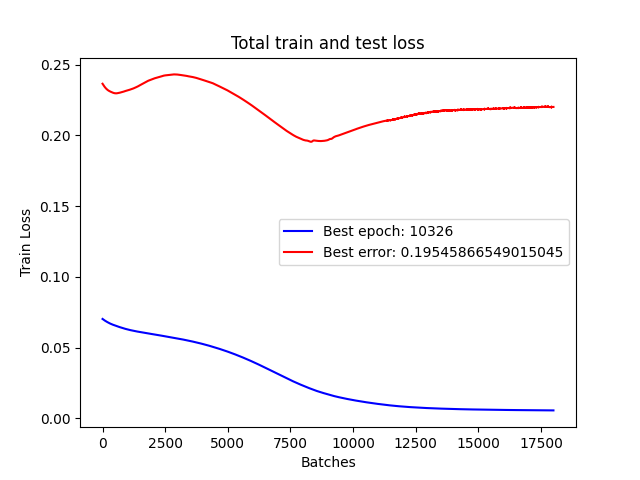 Total train and test loss
0.25
0.20
0.15
0.10
0.05
0.00
Train Loss
Best epoch: 10326
Best error: 0.19545866549015045
0 2500 5000 7500 10000 12500 15000 17500
Batches